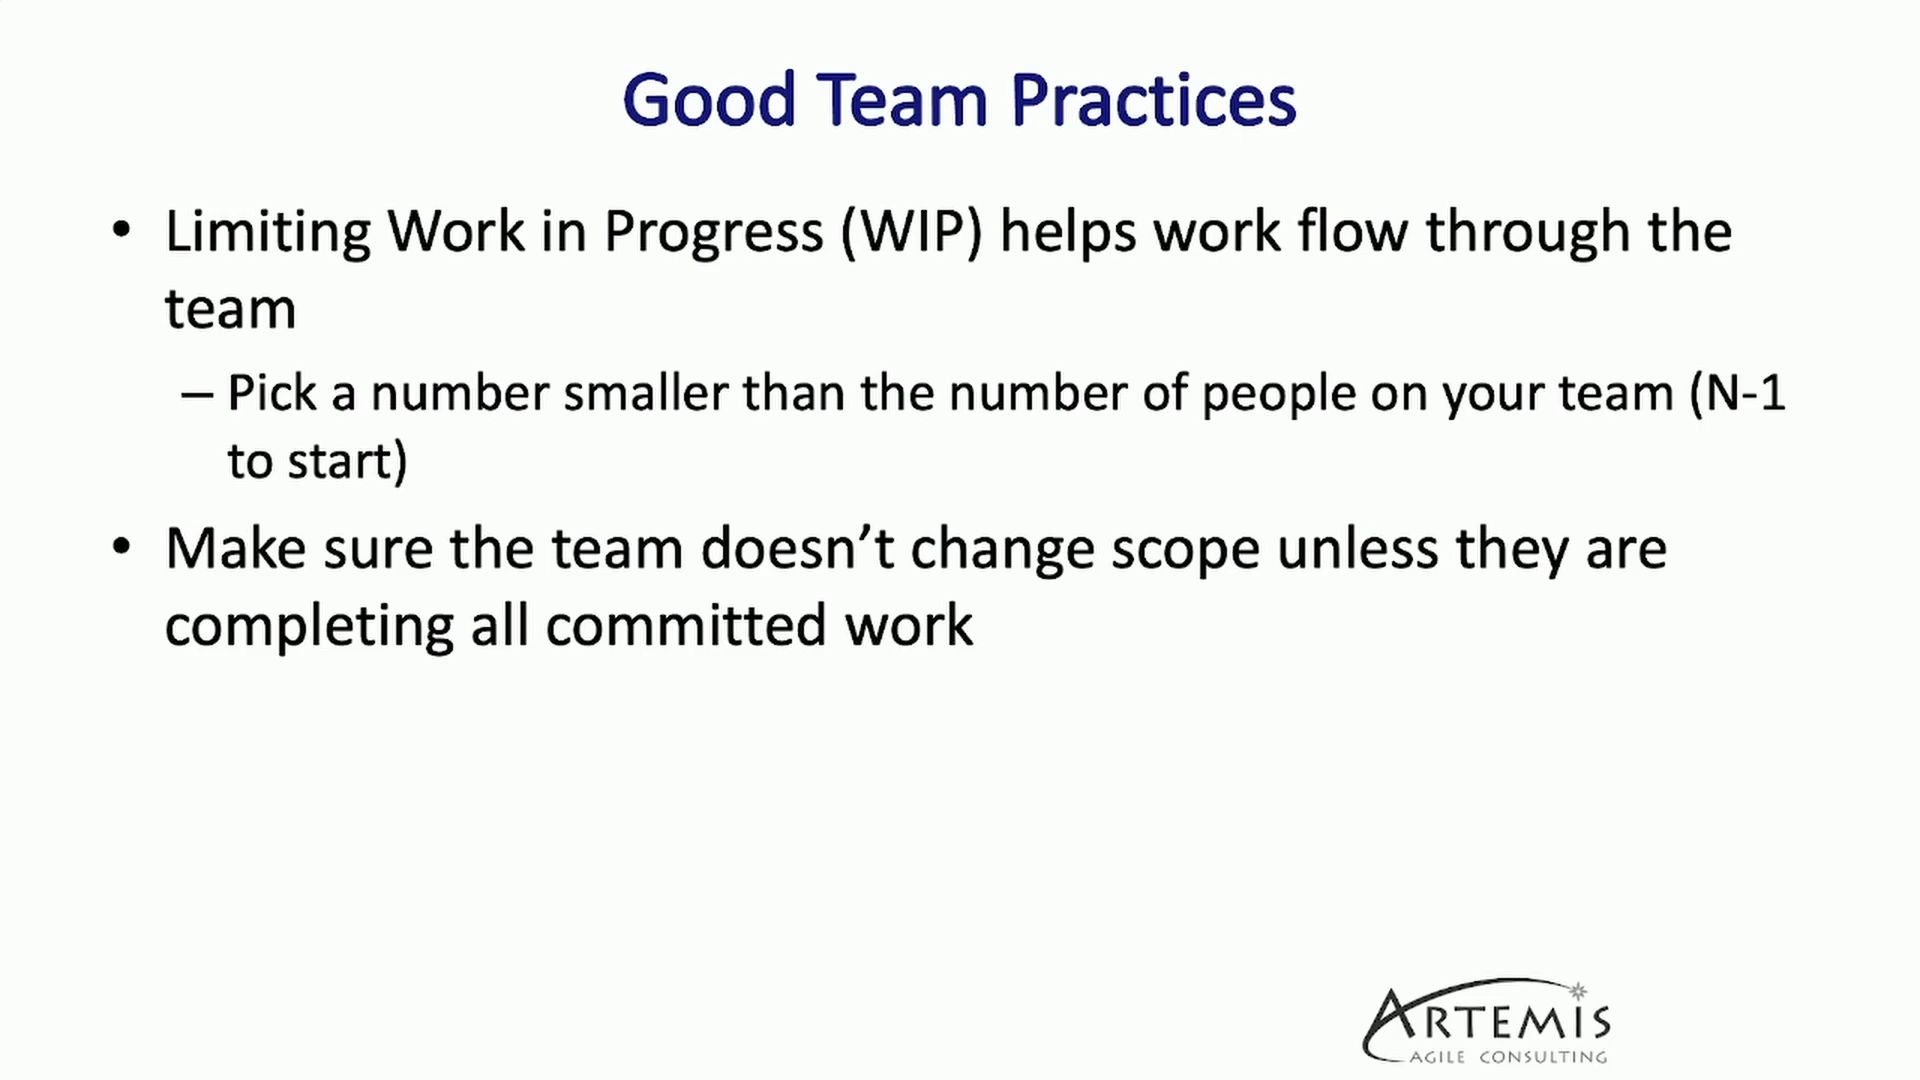 Good Team Practices
• Limiting Work in Progress (WIP) helps work flow through the
team
– Pick a number smaller than the number of people on your team (N-1
to start)
• Make sure the team doesn’t change scope unless they are
completing all committed work
ARTEMIS
AGILE CONSULTING